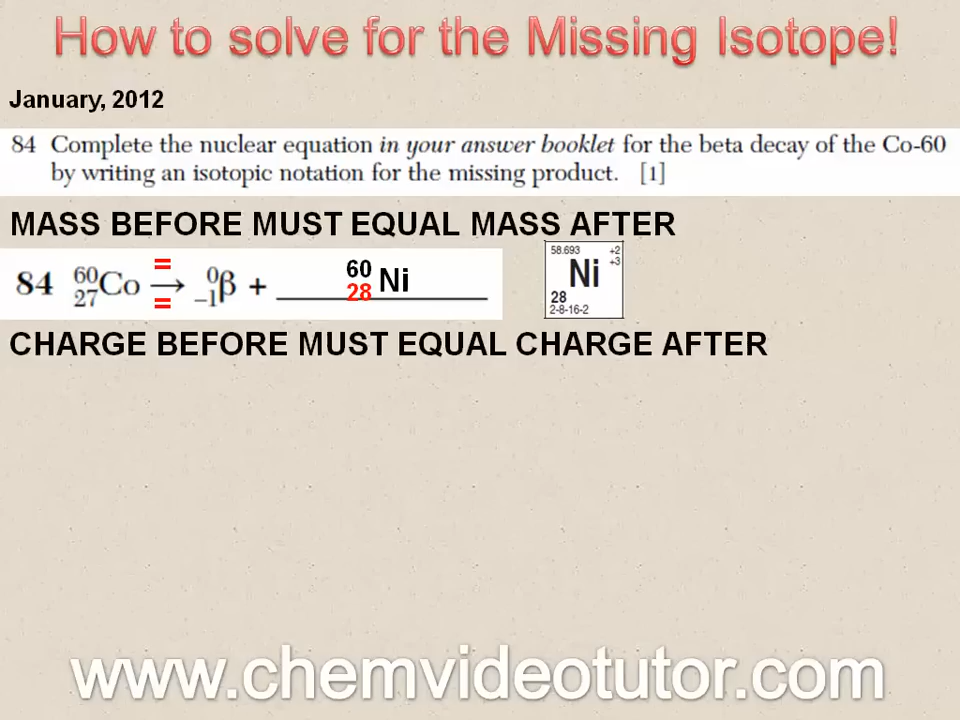 How to solve for the Missing Isotope!
January, 2012
84 Complete the nuclear equation in your answer booklet for the beta decay of the Co-60
by writing an isotopic notation for the missing product. [1]
MASS BEFORE MUST EQUAL MASS AFTER
58.693 +2
+3
Ni
28
2-8-16-2
=
84 60 27 Co → 0 −1 β + 60 28 Ni
=
CHARGE BEFORE MUST EQUAL CHARGE AFTER
www.chemvideotutor.com